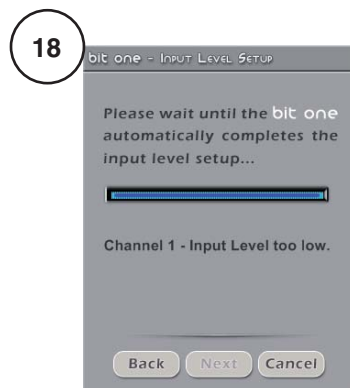 18
bit one - Input Level Setup
Please wait until the bit one
automatically completes the
input level setup...
Channel 1 - Input Level too low.
Back Next Cancel